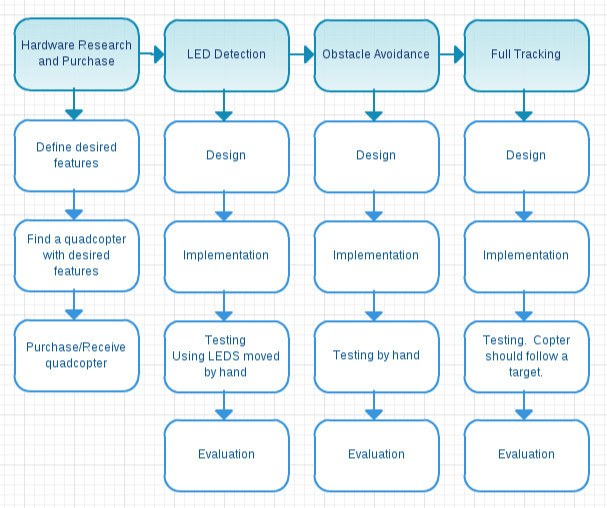 Hardware Research
and Purchase
LED Detection
Obstacle Avoidance
Full Tracking
Define desired
features
Design
Design
Design
Find a quadcopter
with desired
features
Implementation
Implementation
Implementation
Purchase/Receive
quadcopter
Testing
Using LEDS moved
by hand
Testing by hand
Testing.  Copter
should follow a
target.
Evaluation
Evaluation
Evaluation